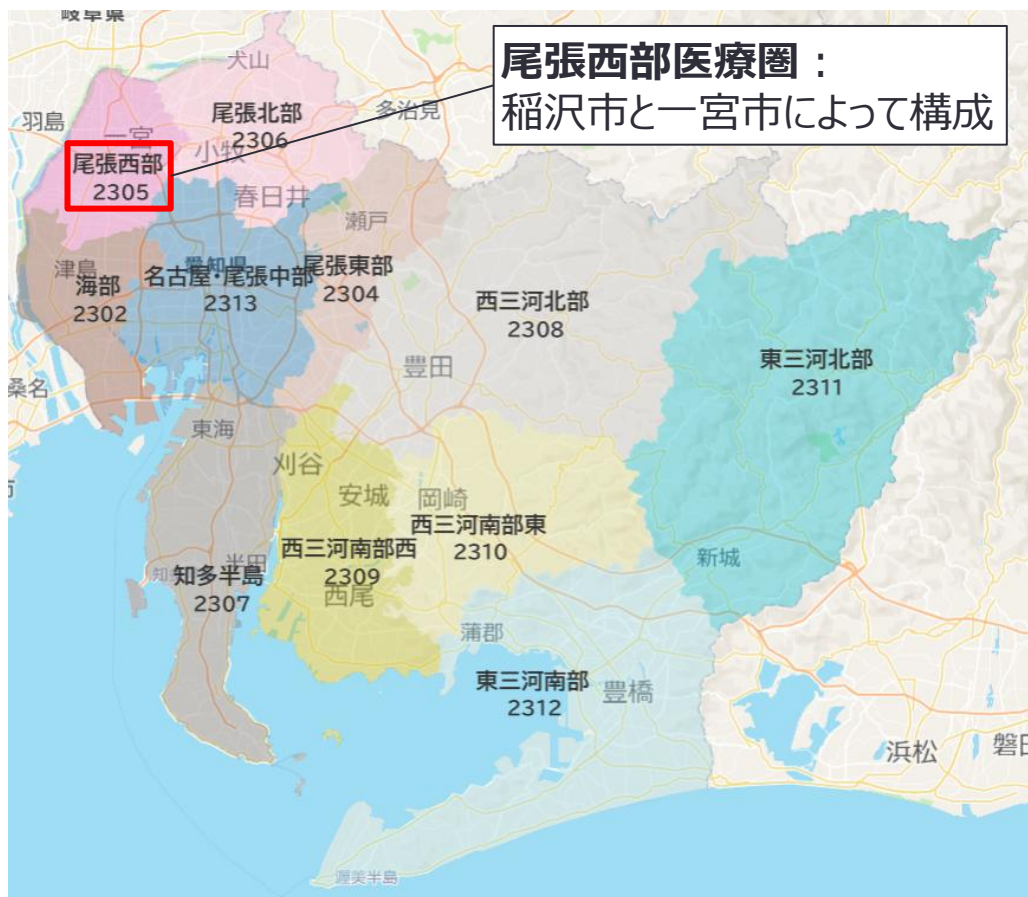 岐阜県
尾張西部医療圏：
稲沢市と一宮市によって構成
犬山
多治見
尾張北部
2306
羽島
一宮
小牧
尾張西部
2305
春日井
瀬戸
津島
愛知県
海部
2302
名古屋・尾張中部
2313
尾張東部
2304
西三河北部
2308
豊田
東三河北部
2311
桑名
東海
刈谷
安城
岡崎
西三河南部東
2310
西三河南部西
2309
半田
知多半島
2307
西尾
新城
蒲郡
東三河南部
2312
豊橋
浜松
磐田
渥美半島